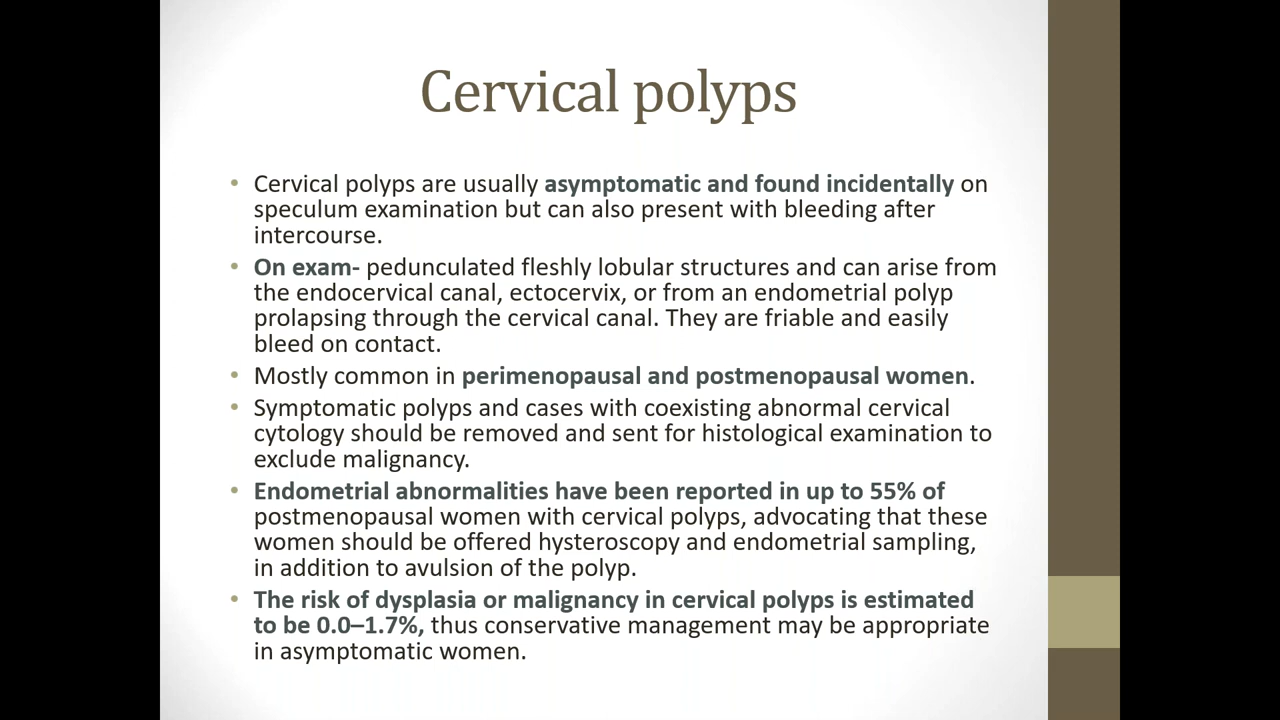 Cervical polyps
• Cervical polyps are usually asymptomatic and found incidentally on
speculum examination but can also present with bleeding after
intercourse.
• On exam- pedunculated fleshly lobular structures and can arise from
the endocervical canal, ectocervix, or from an endometrial polyp
prolapsing through the cervical canal. They are friable and easily
bleed on contact.
• Mostly common in perimenopausal and postmenopausal women.
• Symptomatic polyps and cases with coexisting abnormal cervical
cytology should be removed and sent for histological examination to
exclude malignancy.
• Endometrial abnormalities have been reported in up to 55% of
postmenopausal women with cervical polyps, advocating that these
women should be offered hysteroscopy and endometrial sampling,
in addition to avulsion of the polyp.
• The risk of dysplasia or malignancy in cervical polyps is estimated
to be 0.0–1.7%, thus conservative management may be appropriate
in asymptomatic women.